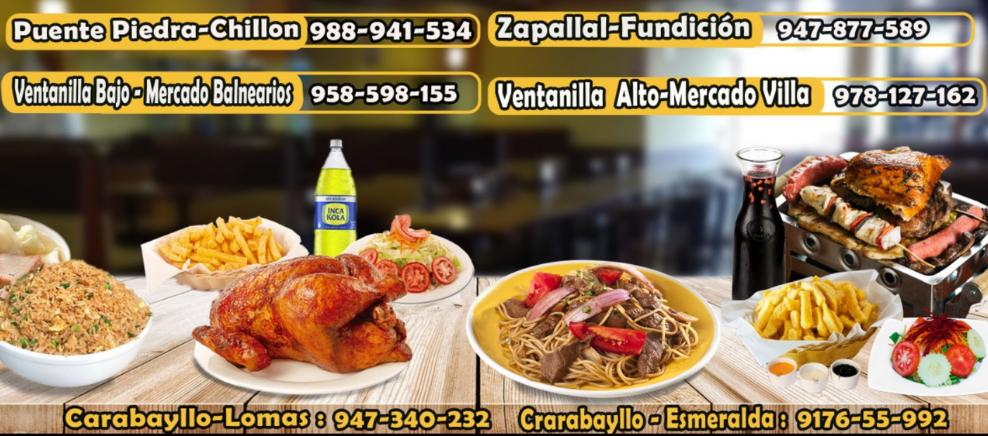 Puente Piedra-Chillon 988-941-534
Zapallal-Fundición 947-877-589
Ventanilla Bajo - Mercado Balnearios 958-598-155
Ventanilla Alto-Mercado Villa 978-127-162
INCA
KOLA
Carabayllo-Lomas : 947-340-232
Crarabayllo - Esmeralda : 9176-55-992